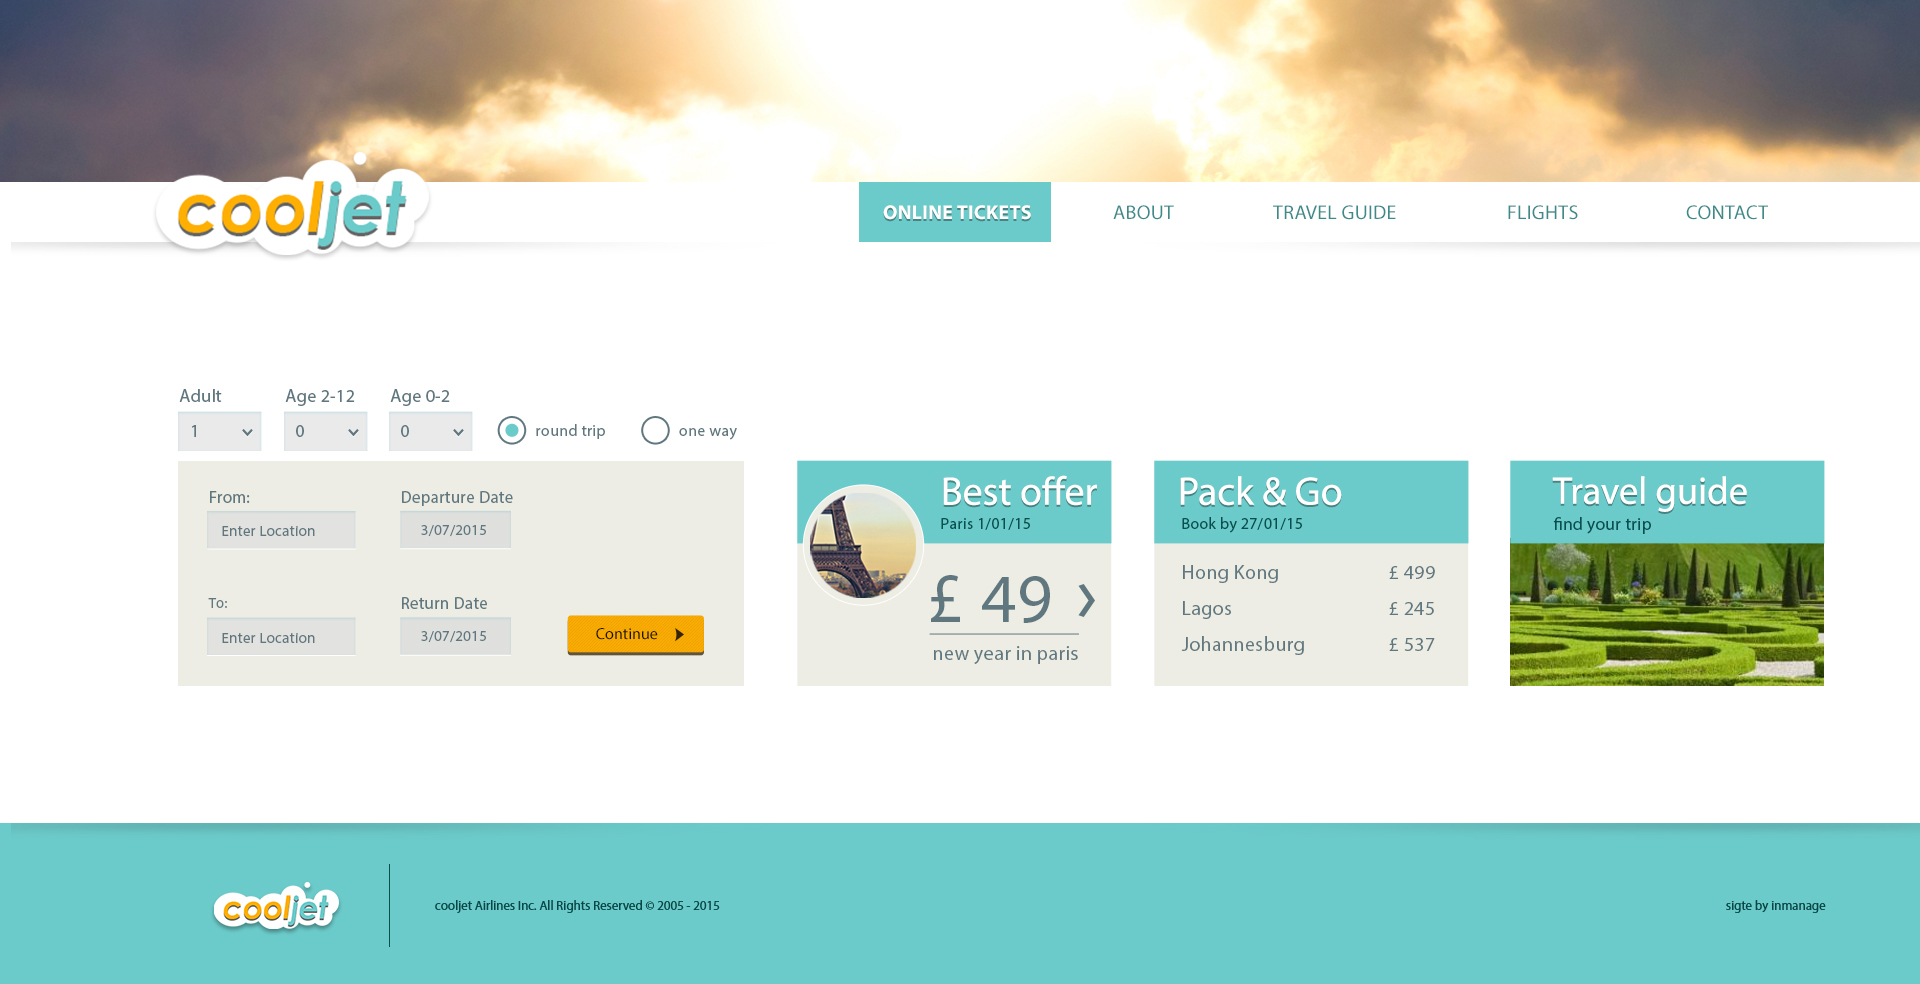 cooljet
ONLINE TICKETS
ABOUT
TRAVEL GUIDE
FLIGHTS
CONTACT
Adult
Age 2-12
Age 0-2
1
0
0
round trip
one way
From:
Departure Date
Enter Location
3/07/2015
To:
Return Date
Enter Location
3/07/2015
Continue
Best offer
Paris 1/01/15
£ 49
new year in paris
Pack & Go
Book by 27/01/15
Hong Kong £ 499
Lagos £ 245
Johannesburg £ 537
Travel guide
find your trip
cooljet
cooljet Airlines Inc. All Rights Reserved © 2005 - 2015
sigte by inmanage